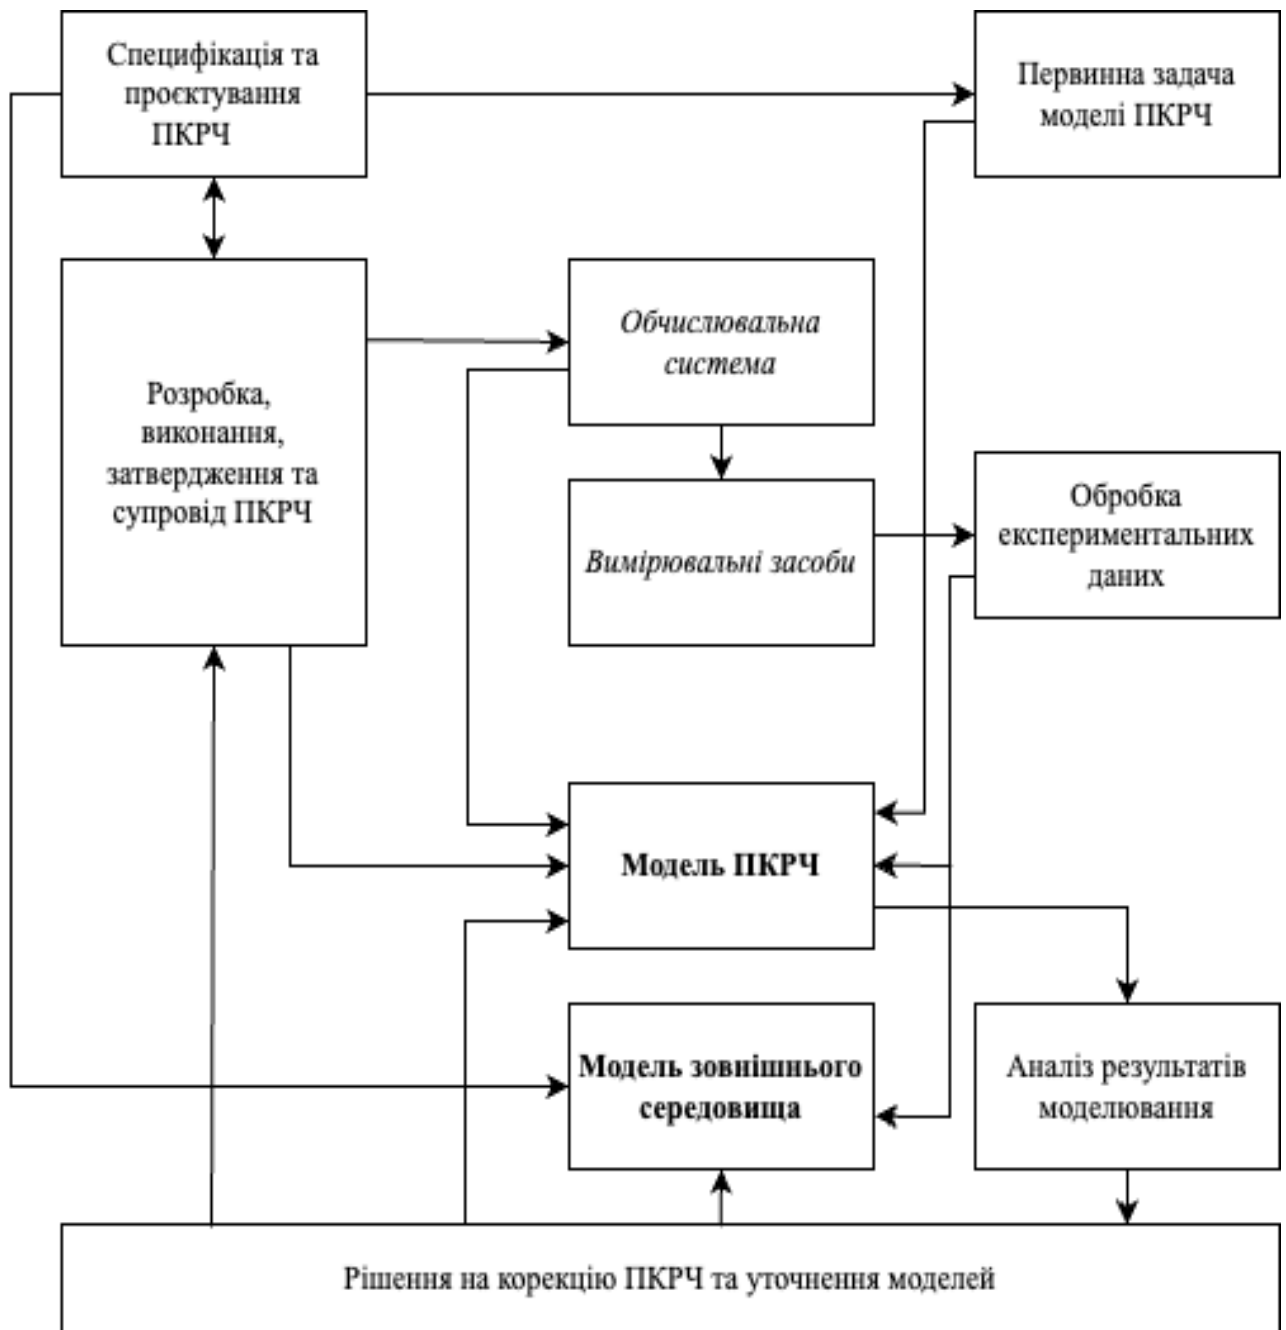 Специфікація та
проєктування
ПКРЧ
Первинна задача
моделі ПКРЧ
Обчислювальна
система
Розробка,
виконання,
затвердження та
супровід ПКРЧ
Вимірювальні засоби
Обробка
експериментальних
даних
Модель ПКРЧ
Модель зовнішнього
середовища
Аналіз результатів
моделювання
Рішення на корекцію ПКРЧ та уточнення моделей